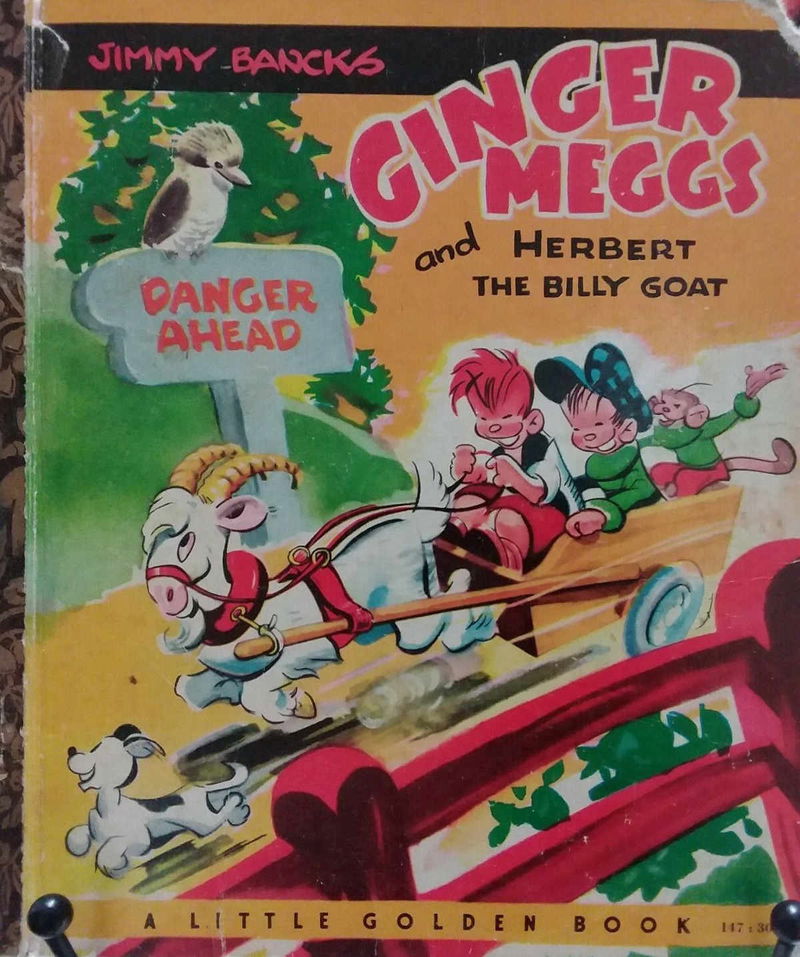 JIMMY BANCKS
GINGER
MEGGS
and HERBERT
THE BILLY GOAT
DANGER
AHEAD
A LITTLE GOLDEN BOOK